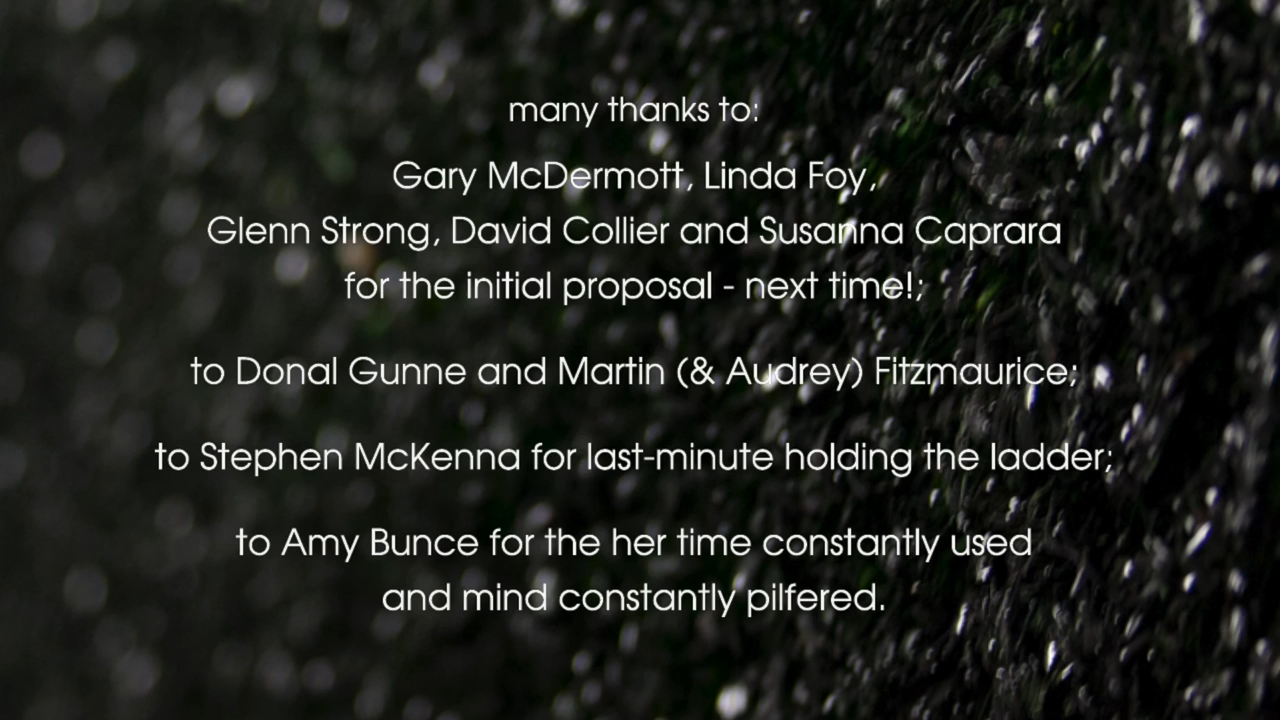 many thanks to:
Gary McDermott, Linda Foy,
Glenn Strong, David Collier and Susanna Caprara
for the initial proposal - next time!;
to Donal Gunne and Martin (& Audrey) Fitzmaurice;
to Stephen McKenna for last-minute holding the ladder;
to Amy Bunce for the her time constantly used
and mind constantly pilfered.